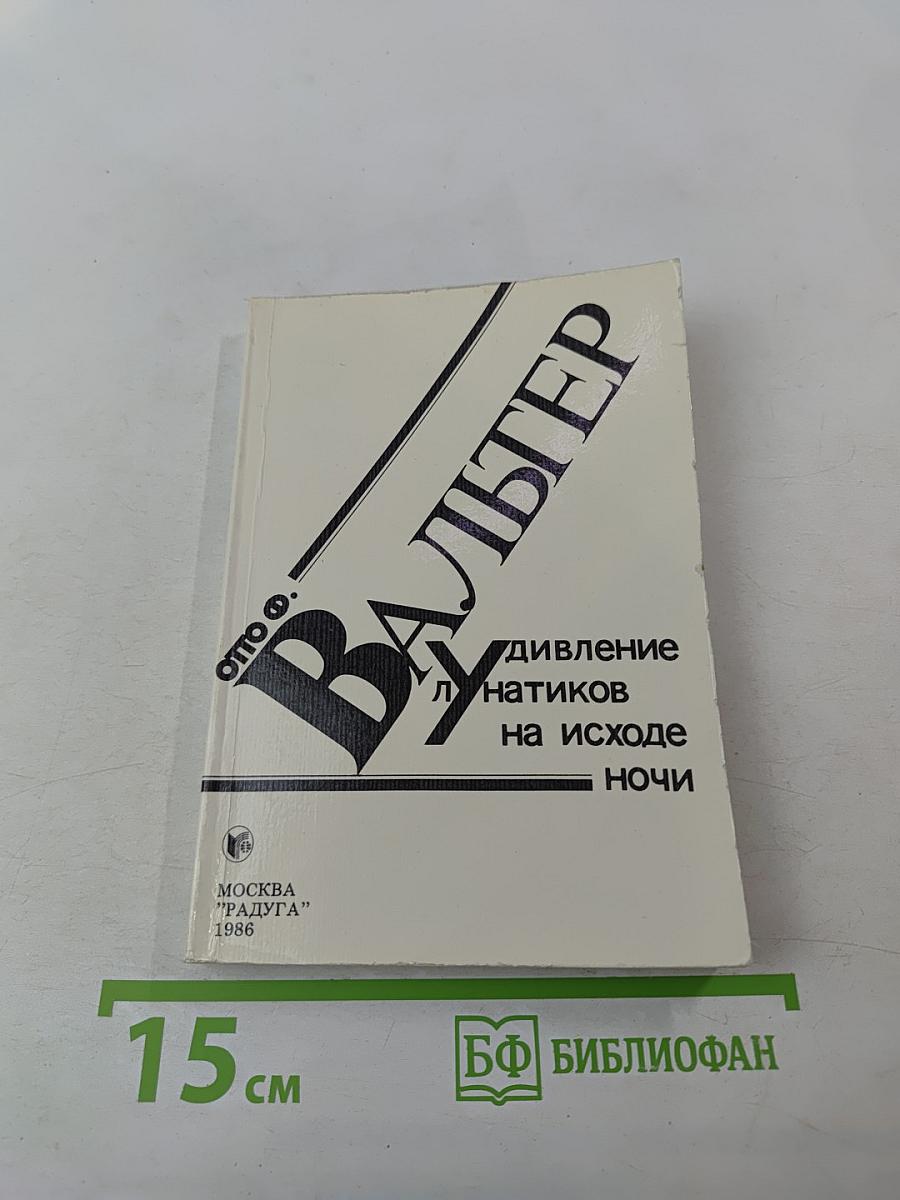 ОТТО Ф.
ВАЛЬТЕР
Удивление
лунатиков
на исходе
ночи
МОСКВА
"РАДУГА"
1986
15 см
БФ БИБЛИОФАН